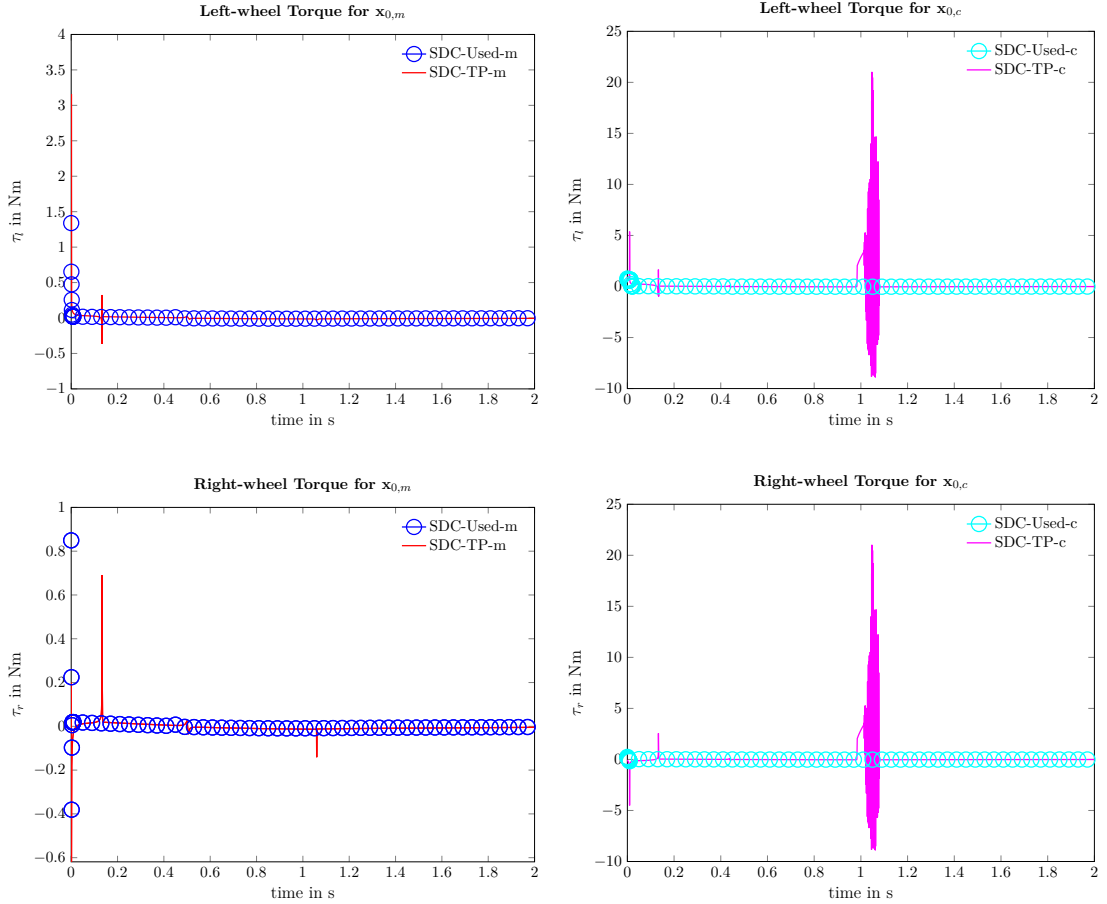 Left-wheel Torque for x₀,ₘ
4
3.5
3
2.5
2
1.5
1
0.5
0
−0.5
−1
τₗ in Nm
SDC-Used-m
SDC-TP-m
0 0.2 0.4 0.6 0.8 1 1.2 1.4 1.6 1.8 2
time in s
Left-wheel Torque for x_{0,c}
25
20
15
10
5
0
−5
−10
τₗ in Nm
SDC-Used-c
SDC-TP-c
0 0.2 0.4 0.6 0.8 1 1.2 1.4 1.6 1.8 2
time in s
Right-wheel Torque for x₀,ₘ
1
0.8
0.6
0.4
0.2
0
−0.2
−0.4
−0.6
τᵣ in Nm
SDC-Used-m
SDC-TP-m
0 0.2 0.4 0.6 0.8 1 1.2 1.4 1.6 1.8 2
time in s
Right-wheel Torque for x_{0,c}
25
20
15
10
5
0
−5
−10
τᵣ in Nm
SDC-Used-c
SDC-TP-c
0 0.2 0.4 0.6 0.8 1 1.2 1.4 1.6 1.8 2
time in s